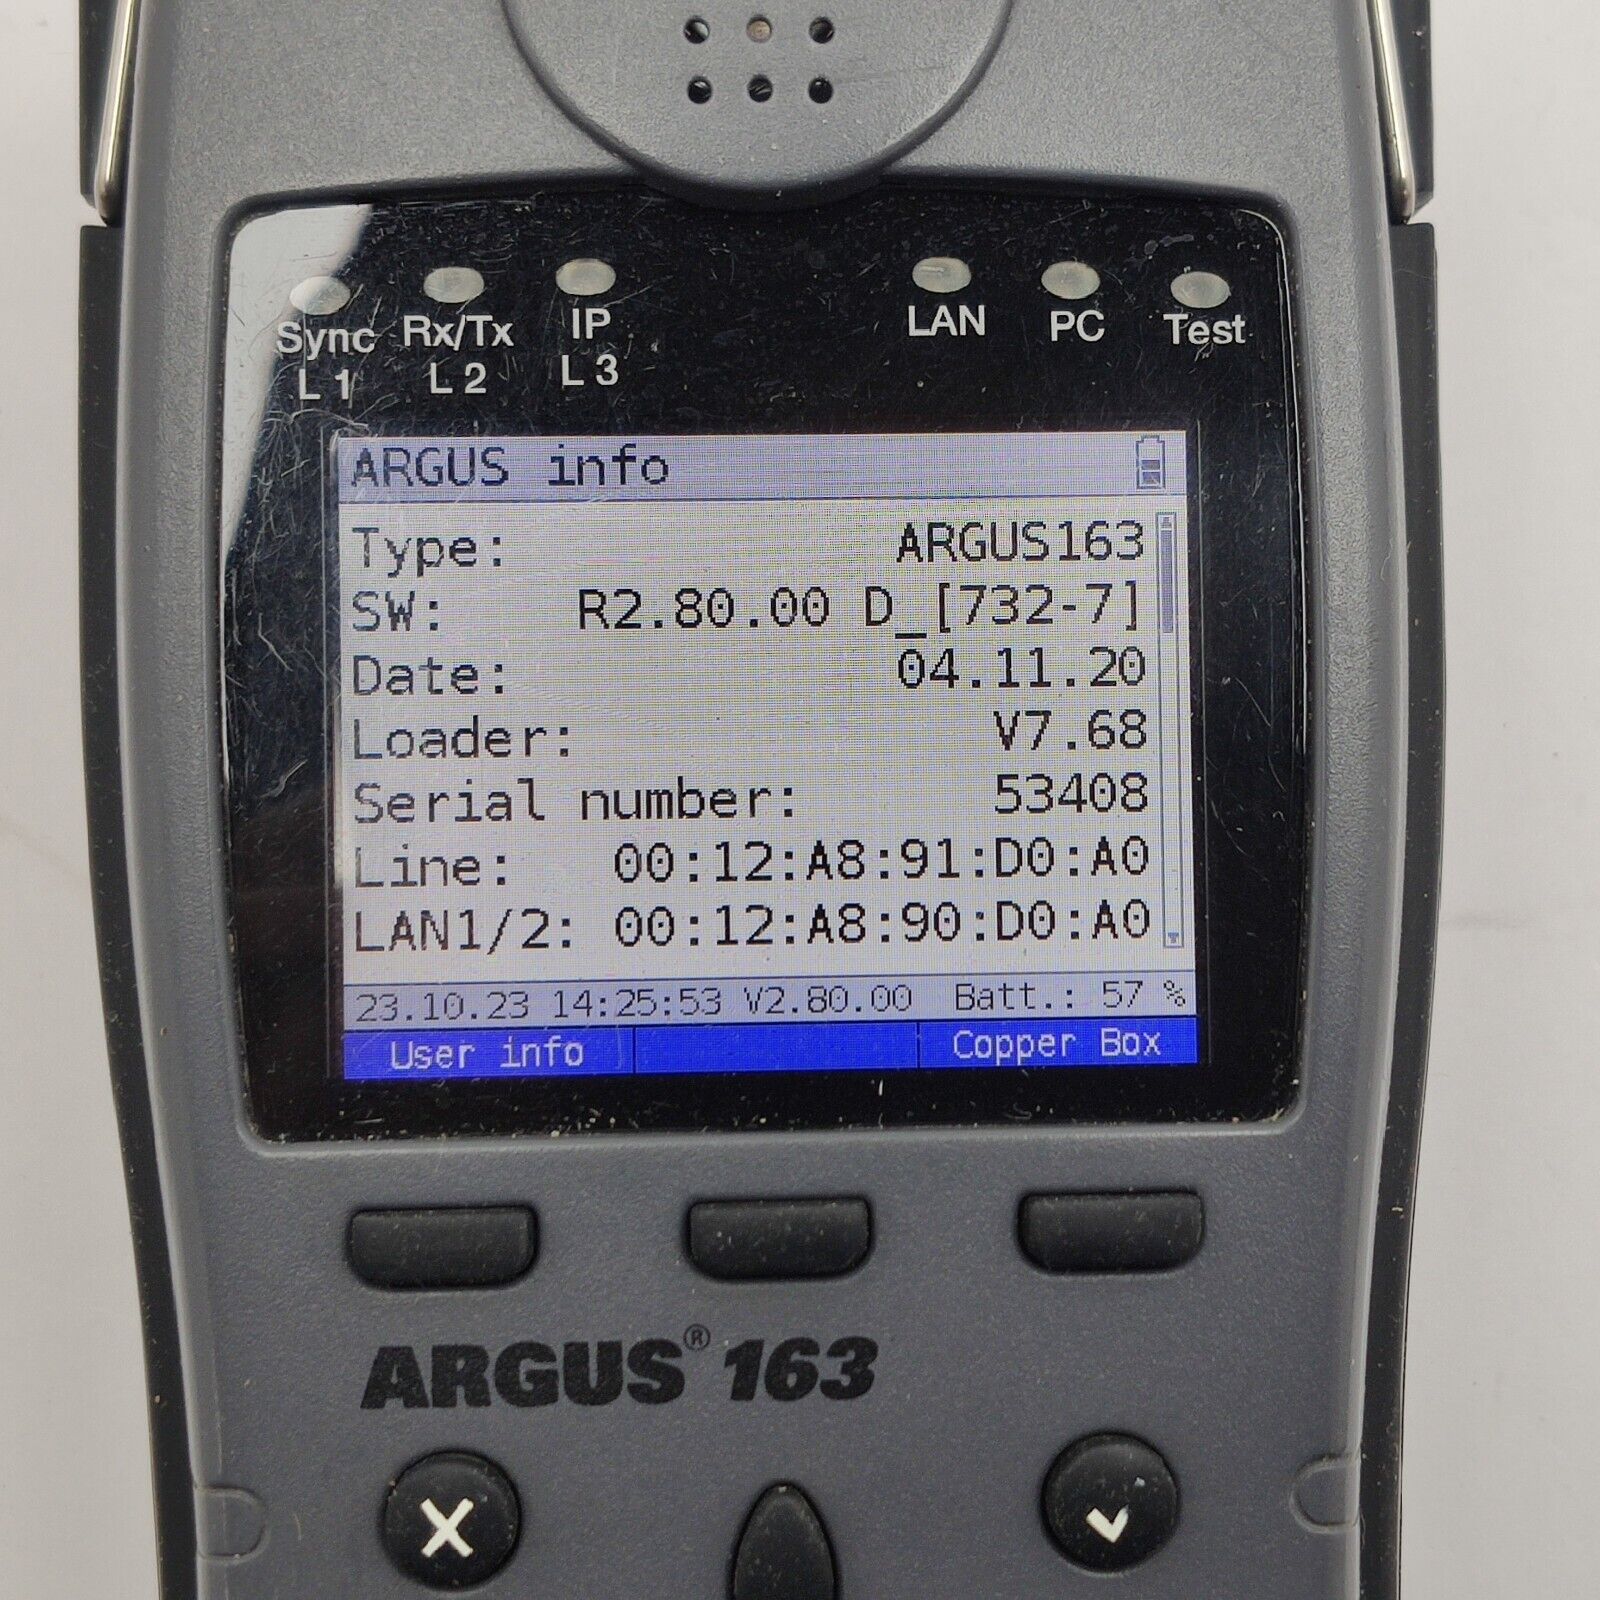 Sync Rx/Tx IP LAN PC Test
L 1 L 2 L 3
ARGUS info
Type: ARGUS163
SW: R2.80.00 D_[732-7]
Date: 04.11.20
Loader: V7.68
Serial number: 53408
Line: 00:12:A8:91:D0:A0
LAN1/2: 00:12:A8:90:D0:A0
23.10.23 14:25:53 V2.80.00 Batt.: 57 %
User info Copper Box
ARGUS® 163